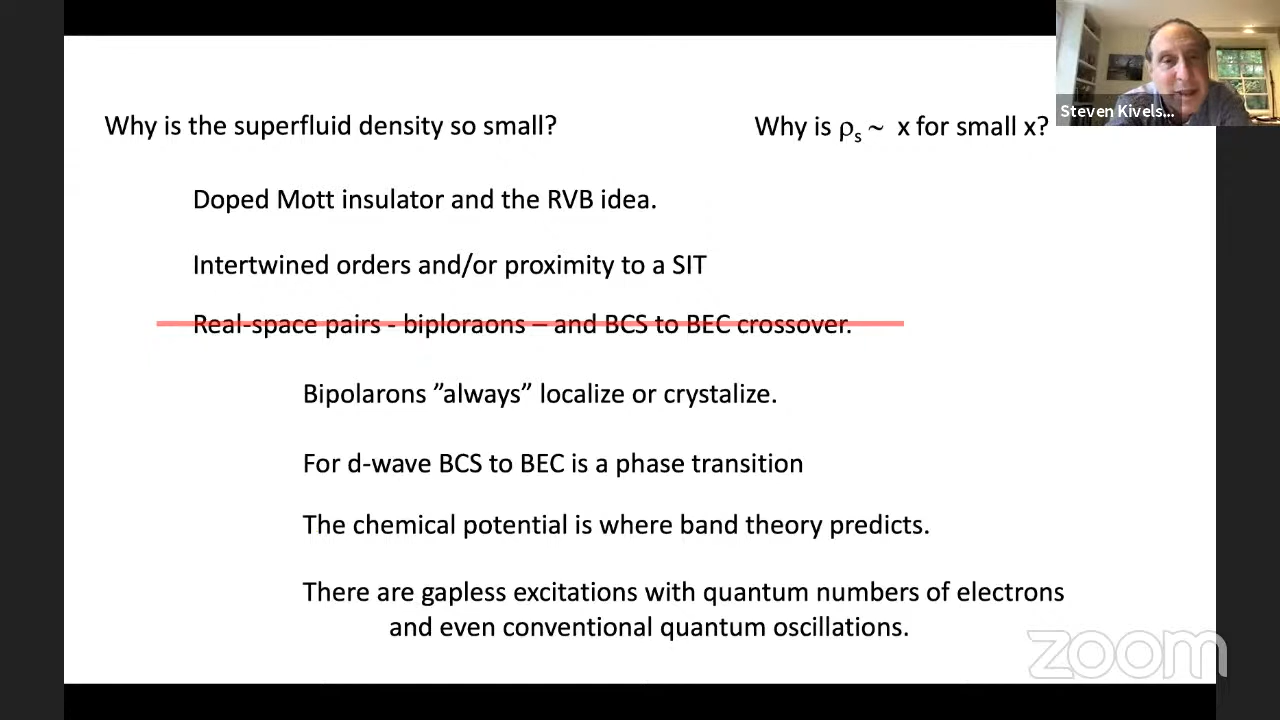 Why is the superfluid density so small?
Why is ρs ~ x for small x?
Steven Kivels...
Doped Mott insulator and the RVB idea.
Intertwined orders and/or proximity to a SIT
Real-space pairs - biploraons – and BCS to BEC crossover.
Bipolarons ”always” localize or crystalize.
For d-wave BCS to BEC is a phase transition
The chemical potential is where band theory predicts.
There are gapless excitations with quantum numbers of electrons
and even conventional quantum oscillations.
zoom